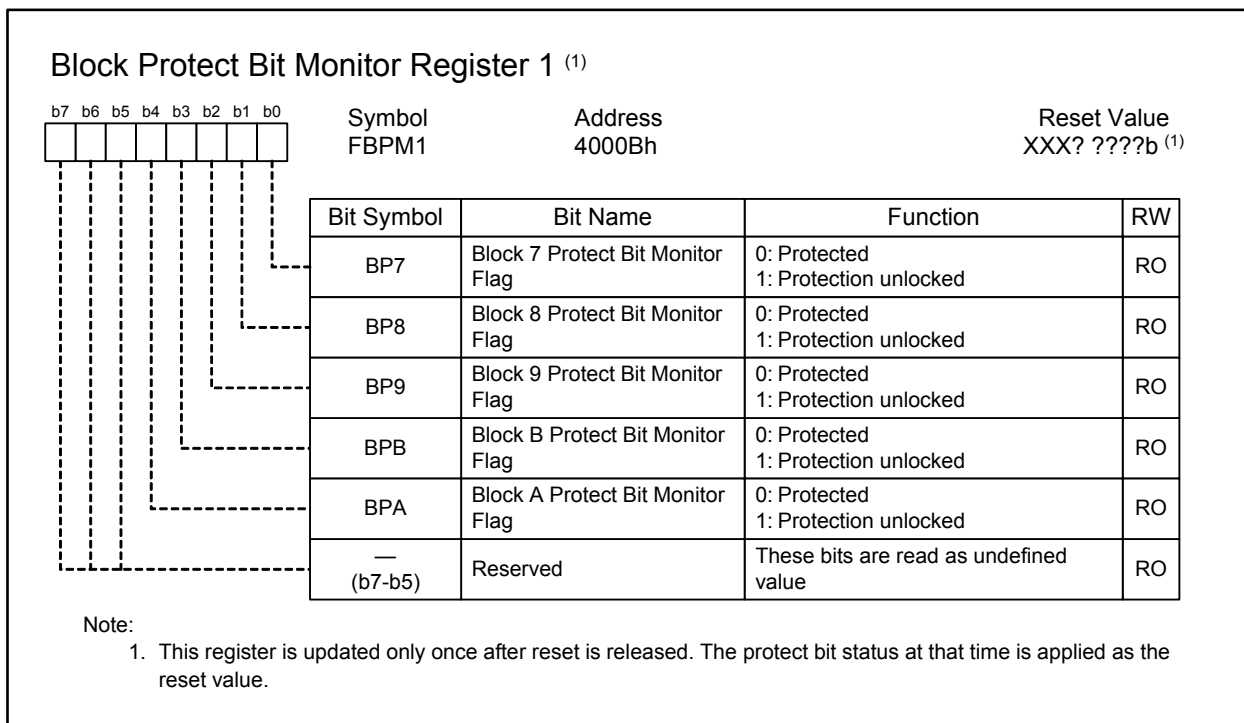 Block Protect Bit Monitor Register 1 (1)
b7 b6 b5 b4 b3 b2 b1 b0
Symbol Address Reset Value
FBPM1 4000Bh XXX? ????b (1)
Bit Symbol Bit Name Function RW
BP7 Block 7 Protect Bit Monitor Flag 0: Protected 1: Protection unlocked RO
BP8 Block 8 Protect Bit Monitor Flag 0: Protected 1: Protection unlocked RO
BP9 Block 9 Protect Bit Monitor Flag 0: Protected 1: Protection unlocked RO
BPB Block B Protect Bit Monitor Flag 0: Protected 1: Protection unlocked RO
BPA Block A Protect Bit Monitor Flag 0: Protected 1: Protection unlocked RO
— (b7-b5) Reserved These bits are read as undefined value RO
Note:
1. This register is updated only once after reset is released. The protect bit status at that time is applied as the
reset value.